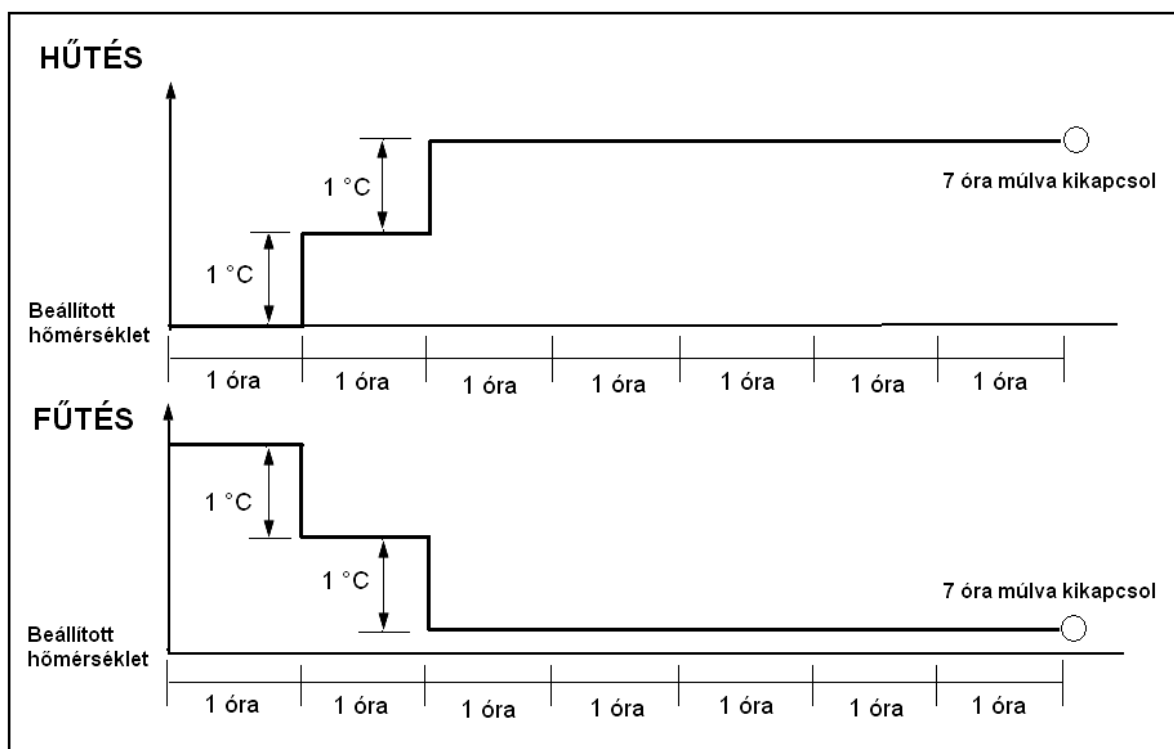 HŰTÉS
1 °C
7 óra múlva kikapcsol
1 °C
Beállított
hőmérséklet
1 óra 1 óra 1 óra 1 óra 1 óra 1 óra 1 óra
FŰTÉS
1 °C
1 °C
7 óra múlva kikapcsol
Beállított
hőmérséklet
1 óra 1 óra 1 óra 1 óra 1 óra 1 óra 1 óra